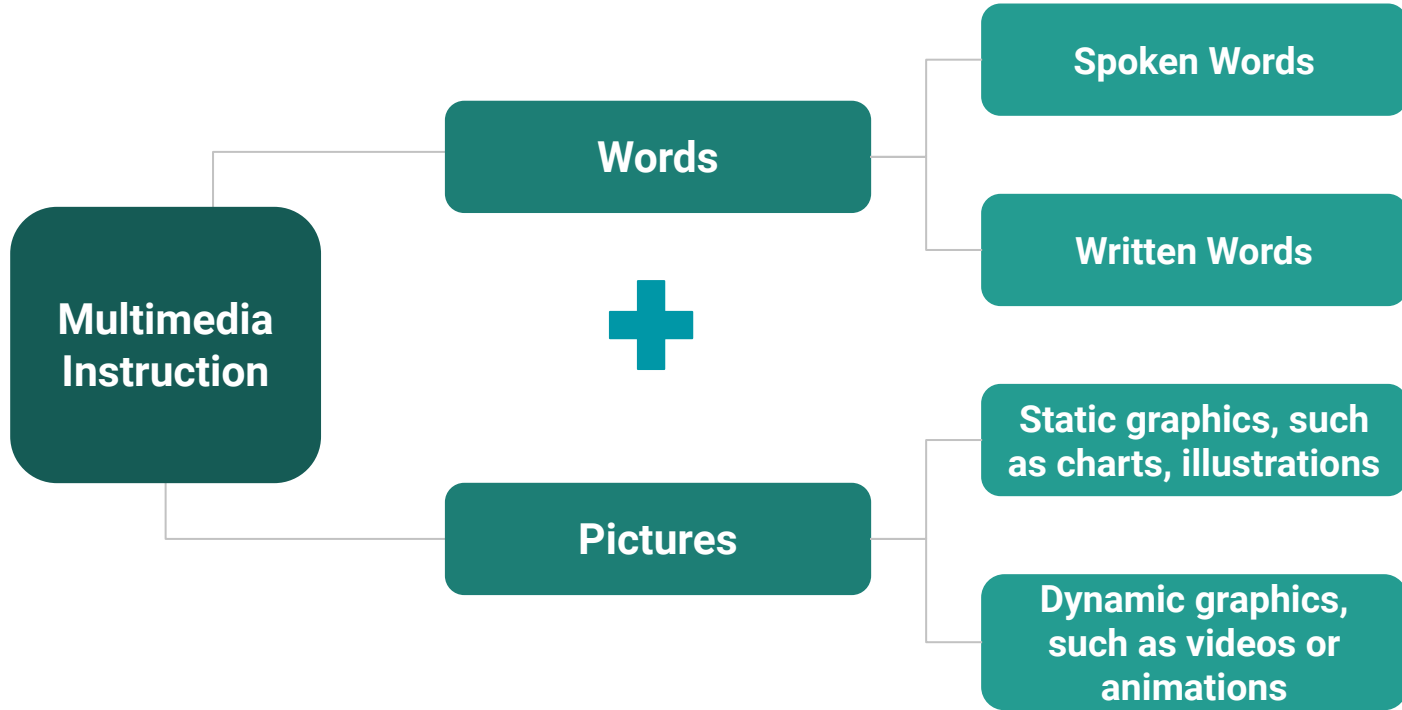 Multimedia
Instruction
Words
Spoken Words
Written Words
Pictures
Static graphics, such
as charts, illustrations
Dynamic graphics,
such as videos or
animations